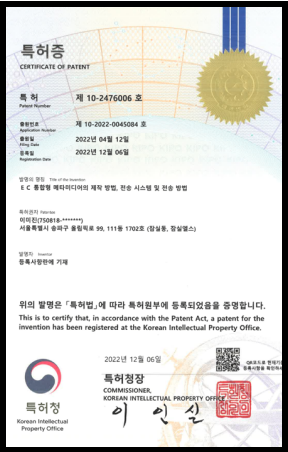 특허증
CERTIFICATE OF PATENT
특 허 제 10-2476006 호
Patent Number
출원번호 제 10-2022-0045084 호
Application Number
출원일 2022년 04월 12일
Filing Date
등록일 2022년 12월 06일
Registration Date
발명의 명칭 Title of the Invention
E C 통합형 메타미디어의 제작 방법, 전송 시스템 및 전송 방법
특허권자 Patentee
이미진(750818-*******)
서울특별시 송파구 올림픽로 99, 111동 1702호 (잠실동, 잠실엘스)
발명자 Inventor
등록사항란에 기재
위의 발명은 「특허법」에 따라 특허원부에 등록되었음을 증명합니다.
This is to certify that, in accordance with the Patent Act, a patent for the
invention has been registered at the Korean Intellectual Property Office.
2022년 12월 06일
QR코드로 현재기
등록사항을 확인하
특허청장
COMMISSIONER,
KOREAN INTELLECTUAL PROPERTY OFFICE
이 인 실
특허청
Korean Intellectual
Property Office